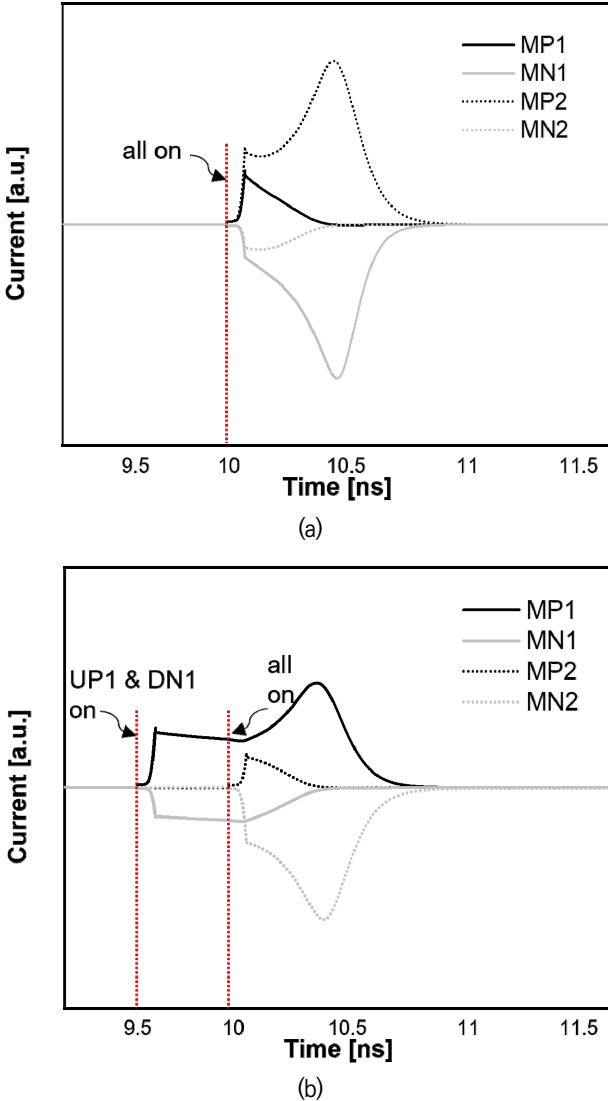 MP1
MN1
MP2
MN2
all on
Current [a.u.]
9.5 10 10.5 11 11.5
Time [ns]
(a)
MP1
MN1
MP2
MN2
UP1 & DN1
on
all
on
Current [a.u.]
9.5 10 10.5 11 11.5
Time [ns]
(b)